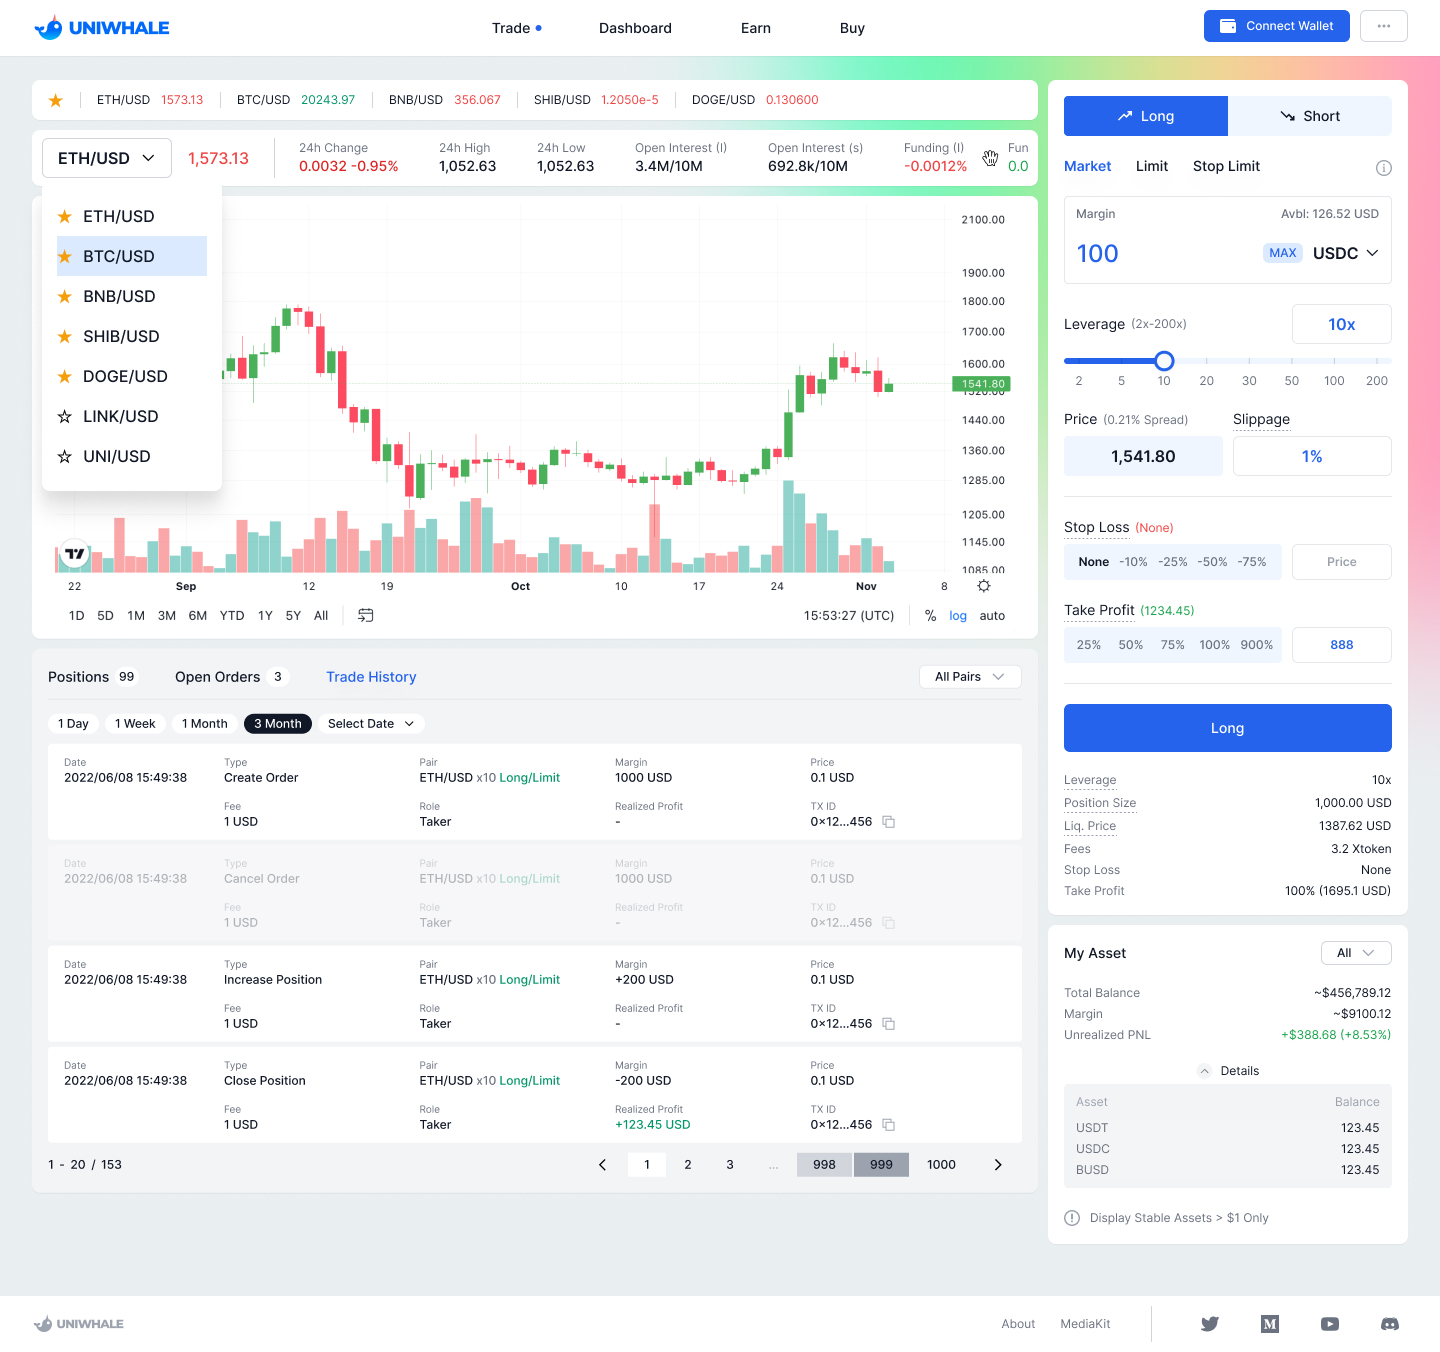 UNIWHALE
Trade Dashboard Earn Buy
Connect Wallet
ETH/USD 1573.13 BTC/USD 20243.97 BNB/USD 356.067 SHIB/USD 1.2050e-5 DOGE/USD 0.130600
ETH/USD 1,573.13
24h Change 24h High 24h Low Open Interest (l) Open Interest (s) Funding (l) Fun
0.0032 -0.95% 1,052.63 1,052.63 3.4M/10M 692.8k/10M -0.0012% 0.0
ETH/USD
BTC/USD
BNB/USD
SHIB/USD
DOGE/USD
LINK/USD
UNI/USD
2100.00
1900.00
1800.00
1700.00
1600.00
1541.80
1520.00
1440.00
1360.00
1285.00
1205.00
1145.00
1085.00
22 Sep 12 19 Oct 10 17 24 Nov 8
1D 5D 1M 3M 6M YTD 1Y 5Y All 15:53:27 (UTC) % log auto
Positions 99 Open Orders 3 Trade History All Pairs
1 Day 1 Week 1 Month 3 Month Select Date
Date Type Pair Margin Price
2022/06/08 15:49:38 Create Order ETH/USD x10 Long/Limit 1000 USD 0.1 USD
Fee Role Realized Profit TX ID
1 USD Taker - 0×12...456
Date Type Pair Margin Price
2022/06/08 15:49:38 Cancel Order ETH/USD x10 Long/Limit 1000 USD 0.1 USD
Fee Role Realized Profit TX ID
1 USD Taker - 0×12...456
Date Type Pair Margin Price
2022/06/08 15:49:38 Increase Position ETH/USD x10 Long/Limit +200 USD 0.1 USD
Fee Role Realized Profit TX ID
1 USD Taker - 0×12...456
Date Type Pair Margin Price
2022/06/08 15:49:38 Close Position ETH/USD x10 Long/Limit -200 USD 0.1 USD
Fee Role Realized Profit TX ID
1 USD Taker +123.45 USD 0×12...456
1 - 20 / 153 1 2 3 ... 998 999 1000
Long Short
Market Limit Stop Limit
Margin Avbl: 126.52 USD
100 MAX USDC
Leverage (2x-200x) 10x
2 5 10 20 30 50 100 200
Price (0.21% Spread) Slippage
1,541.80 1%
Stop Loss (None)
None -10% -25% -50% -75% Price
Take Profit (1234.45)
25% 50% 75% 100% 900% 888
Long
Leverage 10x
Position Size 1,000.00 USD
Liq. Price 1387.62 USD
Fees 3.2 Xtoken
Stop Loss None
Take Profit 100% (1695.1 USD)
My Asset All
Total Balance ~$456,789.12
Margin ~$9100.12
Unrealized PNL +$388.68 (+8.53%)
Details
Asset Balance
USDT 123.45
USDC 123.45
BUSD 123.45
Display Stable Assets > $1 Only
UNIWHALE
About MediaKit